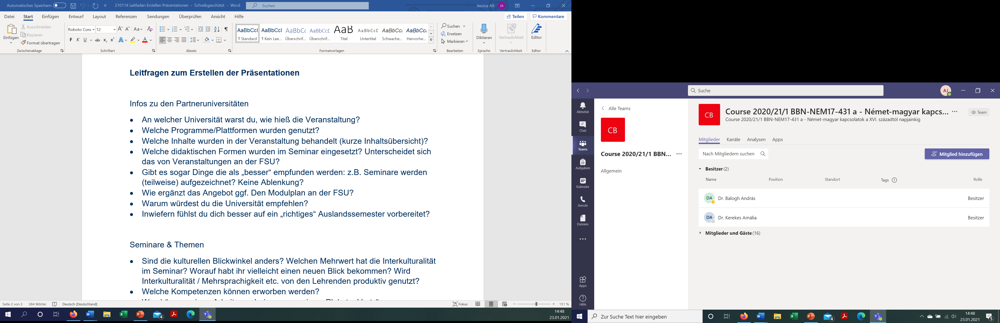 Automatisches Speichern
210114 Leitfaden Erstellen Präsentationen - Schreibgeschützt - Word
Suchen
Jessica Alt JA
Datei Start Einfügen Entwurf Layout Referenzen Sendungen Überprüfen Ansicht Hilfe
Teilen Kommentare
Einfügen
Ausschneiden
Kopieren
Format übertragen
Zwischenablage
Roboto Conc 12
Schriftart
Absatz
AaBbCcI AaBbCcI AaBbCc AaBbCcD AaB AaBbCcD AaBbCcI AaBbCcI
¶ Standard ¶ Kein Lee... Überschrif... Überschrif... Titel Untertitel Schwache... Hervorhe...
Formatvorlagen
Suchen
Ersetzen
Markieren
Bearbeiten
Diktieren
Sprache
Vertraulichkeit
Vertraulichkeit
Editor
Editor
Leitfragen zum Erstellen der Präsentationen
Infos zu den Partneruniversitäten
• An welcher Universität warst du, wie hieß die Veranstaltung?
• Welche Programme/Plattformen wurden genutzt?
• Welche Inhalte wurden in der Veranstaltung behandelt (kurze Inhaltsübersicht)?
• Welche didaktischen Formen wurden im Seminar eingesetzt? Unterscheidet sich
das von Veranstaltungen an der FSU?
• Gibt es sogar Dinge die als „besser“ empfunden werden: z.B. Seminare werden
(teilweise) aufgezeichnet? Keine Ablenkung?
• Wie ergänzt das Angebot ggf. Den Modulplan an der FSU?
• Warum würdest du die Universität empfehlen?
• Inwiefern fühlst du dich besser auf ein „richtiges“ Auslandssemester vorbereitet?
Seminare & Themen
• Sind die kulturellen Blickwinkel anders? Welchen Mehrwert hat die Interkulturalität
im Seminar? Worauf habt ihr vielleicht einen neuen Blick bekommen? Wird
Interkulturalität / Mehrsprachigkeit etc. von den Lehrenden produktiv genutzt?
• Welche Kompetenzen können erworben werden?
Seite 2 von 3 384 Wörter Deutsch (Deutschland)
Fokus
151 %
4
14:48
23.01.2021
Suche
AJ
Aktivität
Chat
Teams
Aufgaben
Kalender
Anrufe
Dateien
Apps
Hilfe
Alle Teams
CB
Course 2020/21/1 BBN... ...
Allgemein
CB
Course 2020/21/1 BBN-NEM17-431 a - Német-magyar kapcs... ...
Course 2020/21/1 BBN-NEM17-431 a - Német-magyar kapcsolatok a XVI. századtól napjainkig
Team
Mitglieder Kanäle Analysen Apps
Nach Mitgliedern suchen
Mitglied hinzufügen
Besitzer (2)
Name Position Standort Tags Rolle
DA Dr. Balogh András Besitzer
DA Dr. Kerekes Amália Besitzer
Mitglieder und Gäste (16)
Zur Suche Text hier eingeben
4
14:48
23.01.2021
5